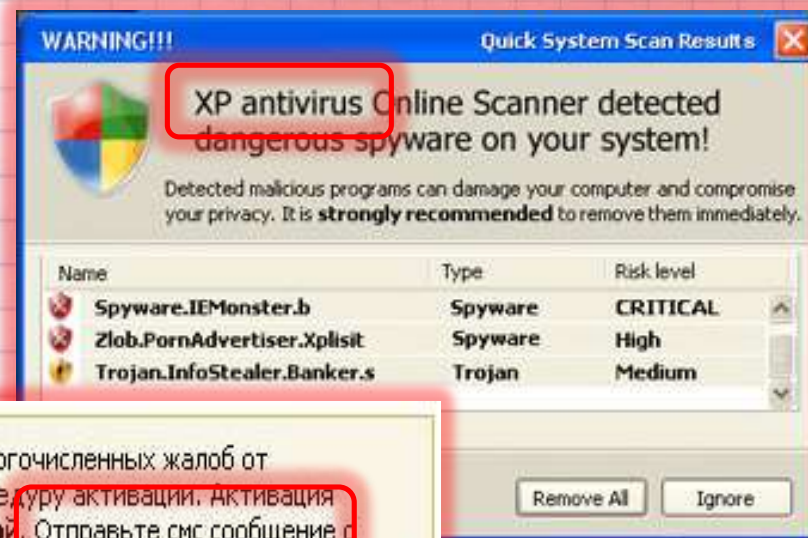 WARNING!!! Quick System Scan Results
XP antivirus Online Scanner detected
dangerous spyware on your system!
Detected malicious programs can damage your computer and compromise
your privacy. It is strongly recommended to remove them immediately.
Name Type Risk level
Spyware.IEMonster.b Spyware CRITICAL
Zlob.PornAdvertiser.Xplisit Spyware High
Trojan.InfoStealer.Banker.s Trojan Medium
Remove All Ignore
жалоб от
активации. Активация
Отправьте смс сообщение с